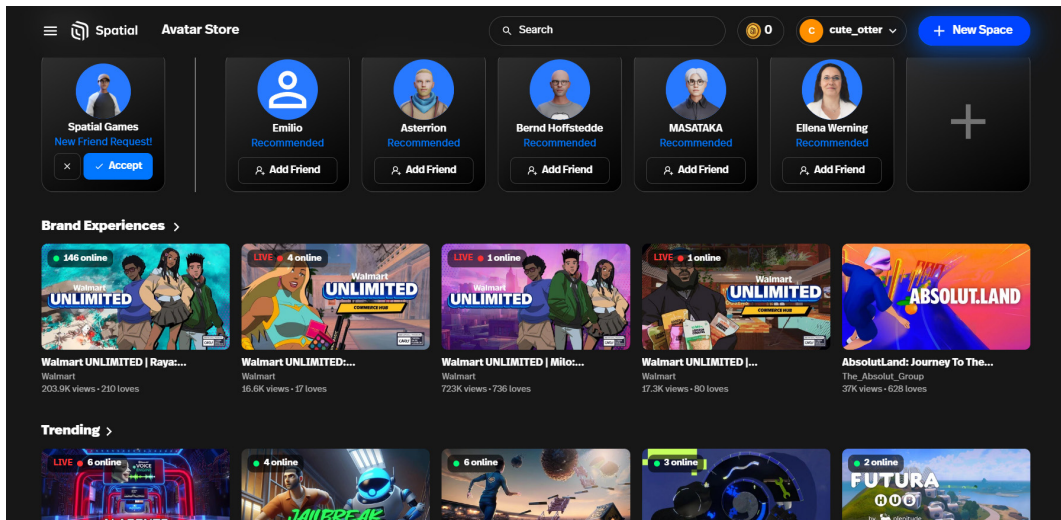 Spatial
Avatar Store
Search
0
C
cute_otter
+ New Space
Spatial Games
New Friend Request!
Accept
Emilio
Recommended
Add Friend
Asterrion
Recommended
Add Friend
Bernd Hoffstedde
Recommended
Add Friend
MASATAKA
Recommended
Add Friend
Ellena Werning
Recommended
Add Friend
Brand Experiences >
146 online
Walmart
UNLIMITED
Walmart UNLIMITED | Raya:...
Walmart
203.9K views • 210 loves
LIVE 4 online
Walmart
UNLIMITED
COMMERCE HUB
Walmart UNLIMITED:...
Walmart
16.6K views • 17 loves
LIVE 1 online
Walmart
UNLIMITED
Walmart UNLIMITED | Milo:...
Walmart
723K views • 736 loves
LIVE 1 online
Walmart
UNLIMITED
COMMERCE HUB
Walmart UNLIMITED |...
Walmart
17.3K views • 80 loves
ABSOLUT.LAND
AbsolutLand: Journey To The...
The_Absolut_Group
37K views • 628 loves
Trending >
LIVE 6 online
VOICE
4 online
JAILBREAK
6 online
3 online
2 online
FUTURA
HUB
by plenitude